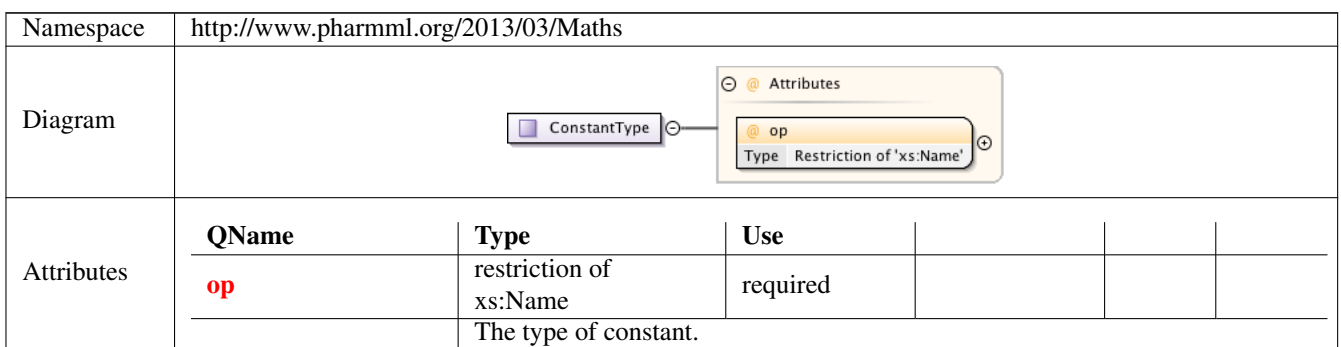 Namespace http://www.pharmml.org/2013/03/Maths
Diagram
@ Attributes
ConstantType
@ op
Type Restriction of 'xs:Name'
Attributes
QName Type Use
op restriction of xs:Name required
The type of constant.